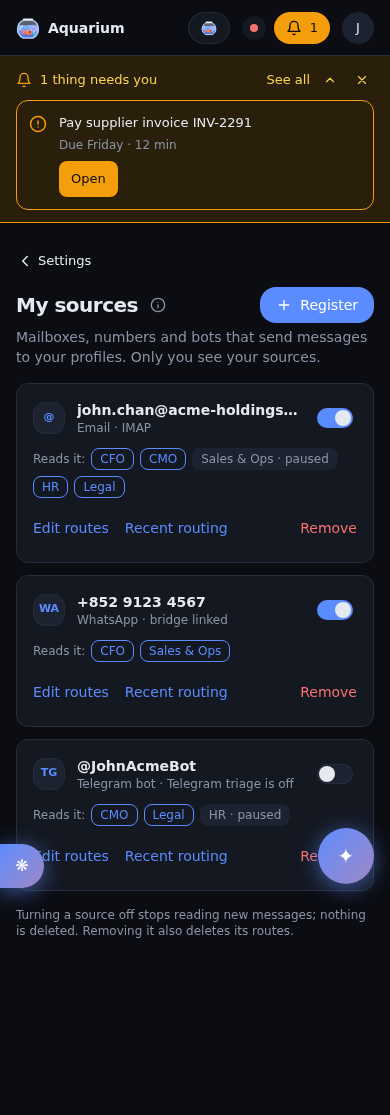 Aquarium
1
J
1 thing needs you
See all
Pay supplier invoice INV-2291
Due Friday · 12 min
Open
Settings
My sources
Register
Mailboxes, numbers and bots that send messages
to your profiles. Only you see your sources.
@
john.chan@acme-holdings…
Email · IMAP
Reads it: CFO CMO Sales & Ops · paused
HR Legal
Edit routes Recent routing Remove
WA
+852 9123 4567
WhatsApp · bridge linked
Reads it: CFO Sales & Ops
Edit routes Recent routing Remove
TG
@JohnAcmeBot
Telegram bot · Telegram triage is off
Reads it: CMO Legal HR · paused
routes Recent routing
Turning a source off stops reading new messages; nothing
is deleted. Removing it also deletes its routes.